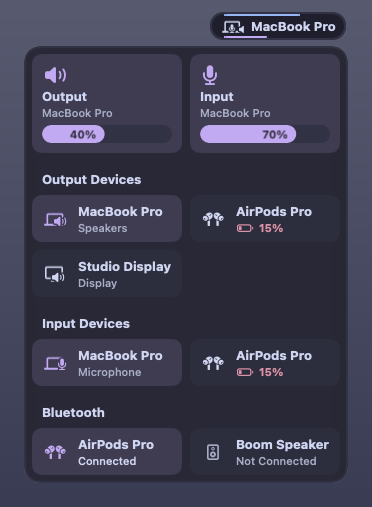 MacBook Pro
Output
MacBook Pro
40%
Input
MacBook Pro
70%
Output Devices
MacBook Pro
Speakers
AirPods Pro
15%
Studio Display
Display
Input Devices
MacBook Pro
Microphone
AirPods Pro
15%
Bluetooth
AirPods Pro
Connected
Boom Speaker
Not Connected